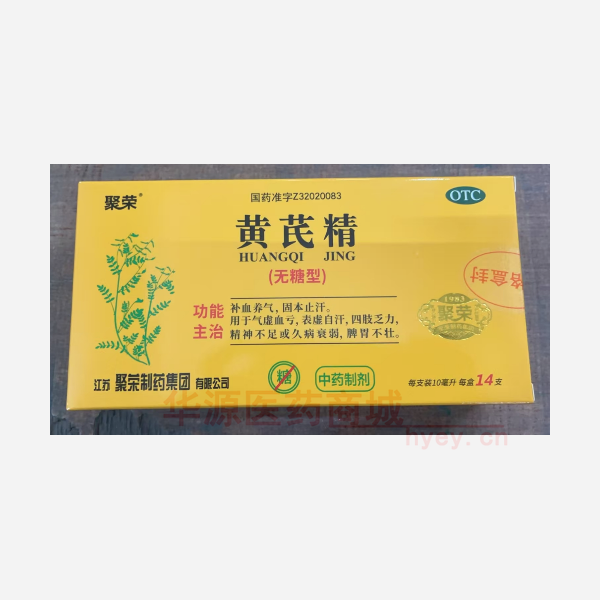 聚荣®
国药准字Z32020083
OTC
黄芪精
HUANGQI JING
(无糖型)
功能
主治
补血养气，固本止汗。
用于气虚血亏，表虚自汗，四肢乏力，
精神不足或久病衰弱，脾胃不壮。
盒封
1983
聚荣
糖
中药制剂
江苏 聚荣制药集团 有限公司
每支装10毫升 每盒14支
华源医药商城
hyey.cn